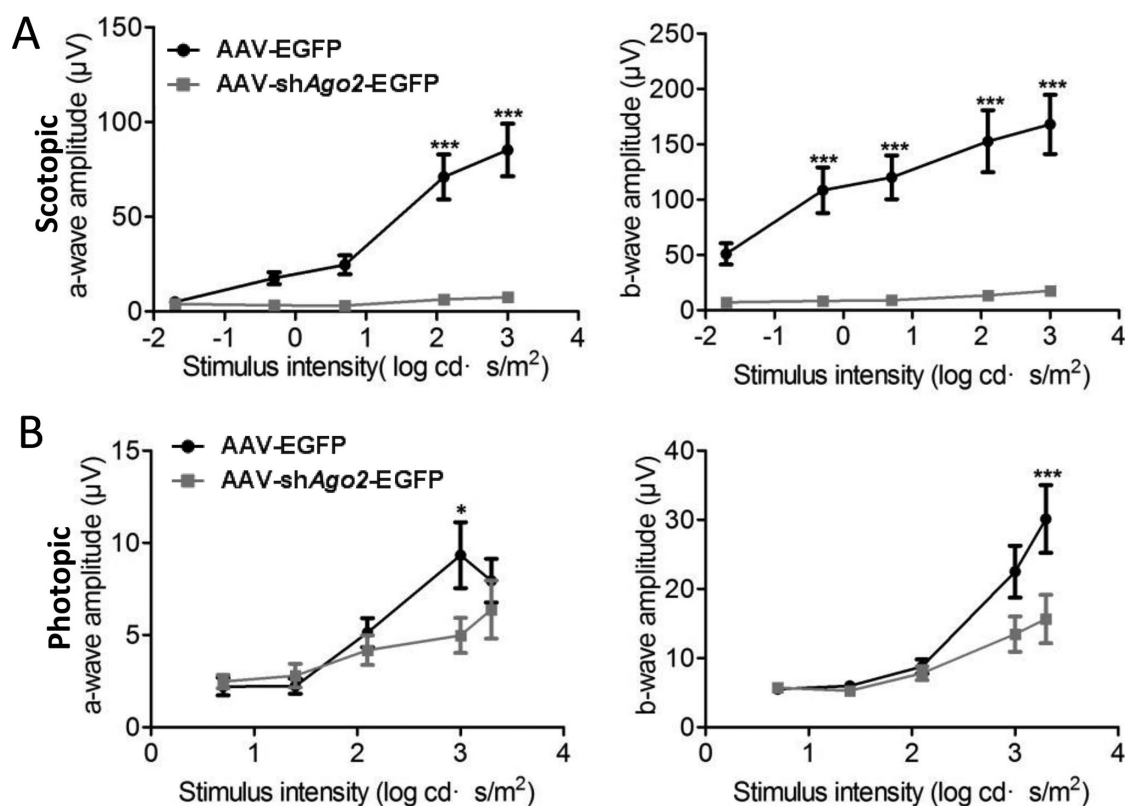 A
Scotopic
a-wave amplitude (µV)
150
100
50
0
AAV-EGFP
AAV-shAgo2-EGFP
***
***
-2 -1 0 1 2 3 4
Stimulus intensity( log cd· s/m²)
b-wave amplitude (µV)
250
200
150
100
50
0
***
***
***
***
-2 -1 0 1 2 3 4
Stimulus intensity (log cd· s/m²)
B
Photopic
a-wave amplitude (µV)
15
10
5
0
AAV-EGFP
AAV-shAgo2-EGFP
*
0 1 2 3 4
Stimulus intensity (log cd· s/m²)
b-wave amplitude (µV)
40
30
20
10
0
***
0 1 2 3 4
Stimulus intensity (log cd· s/m²)